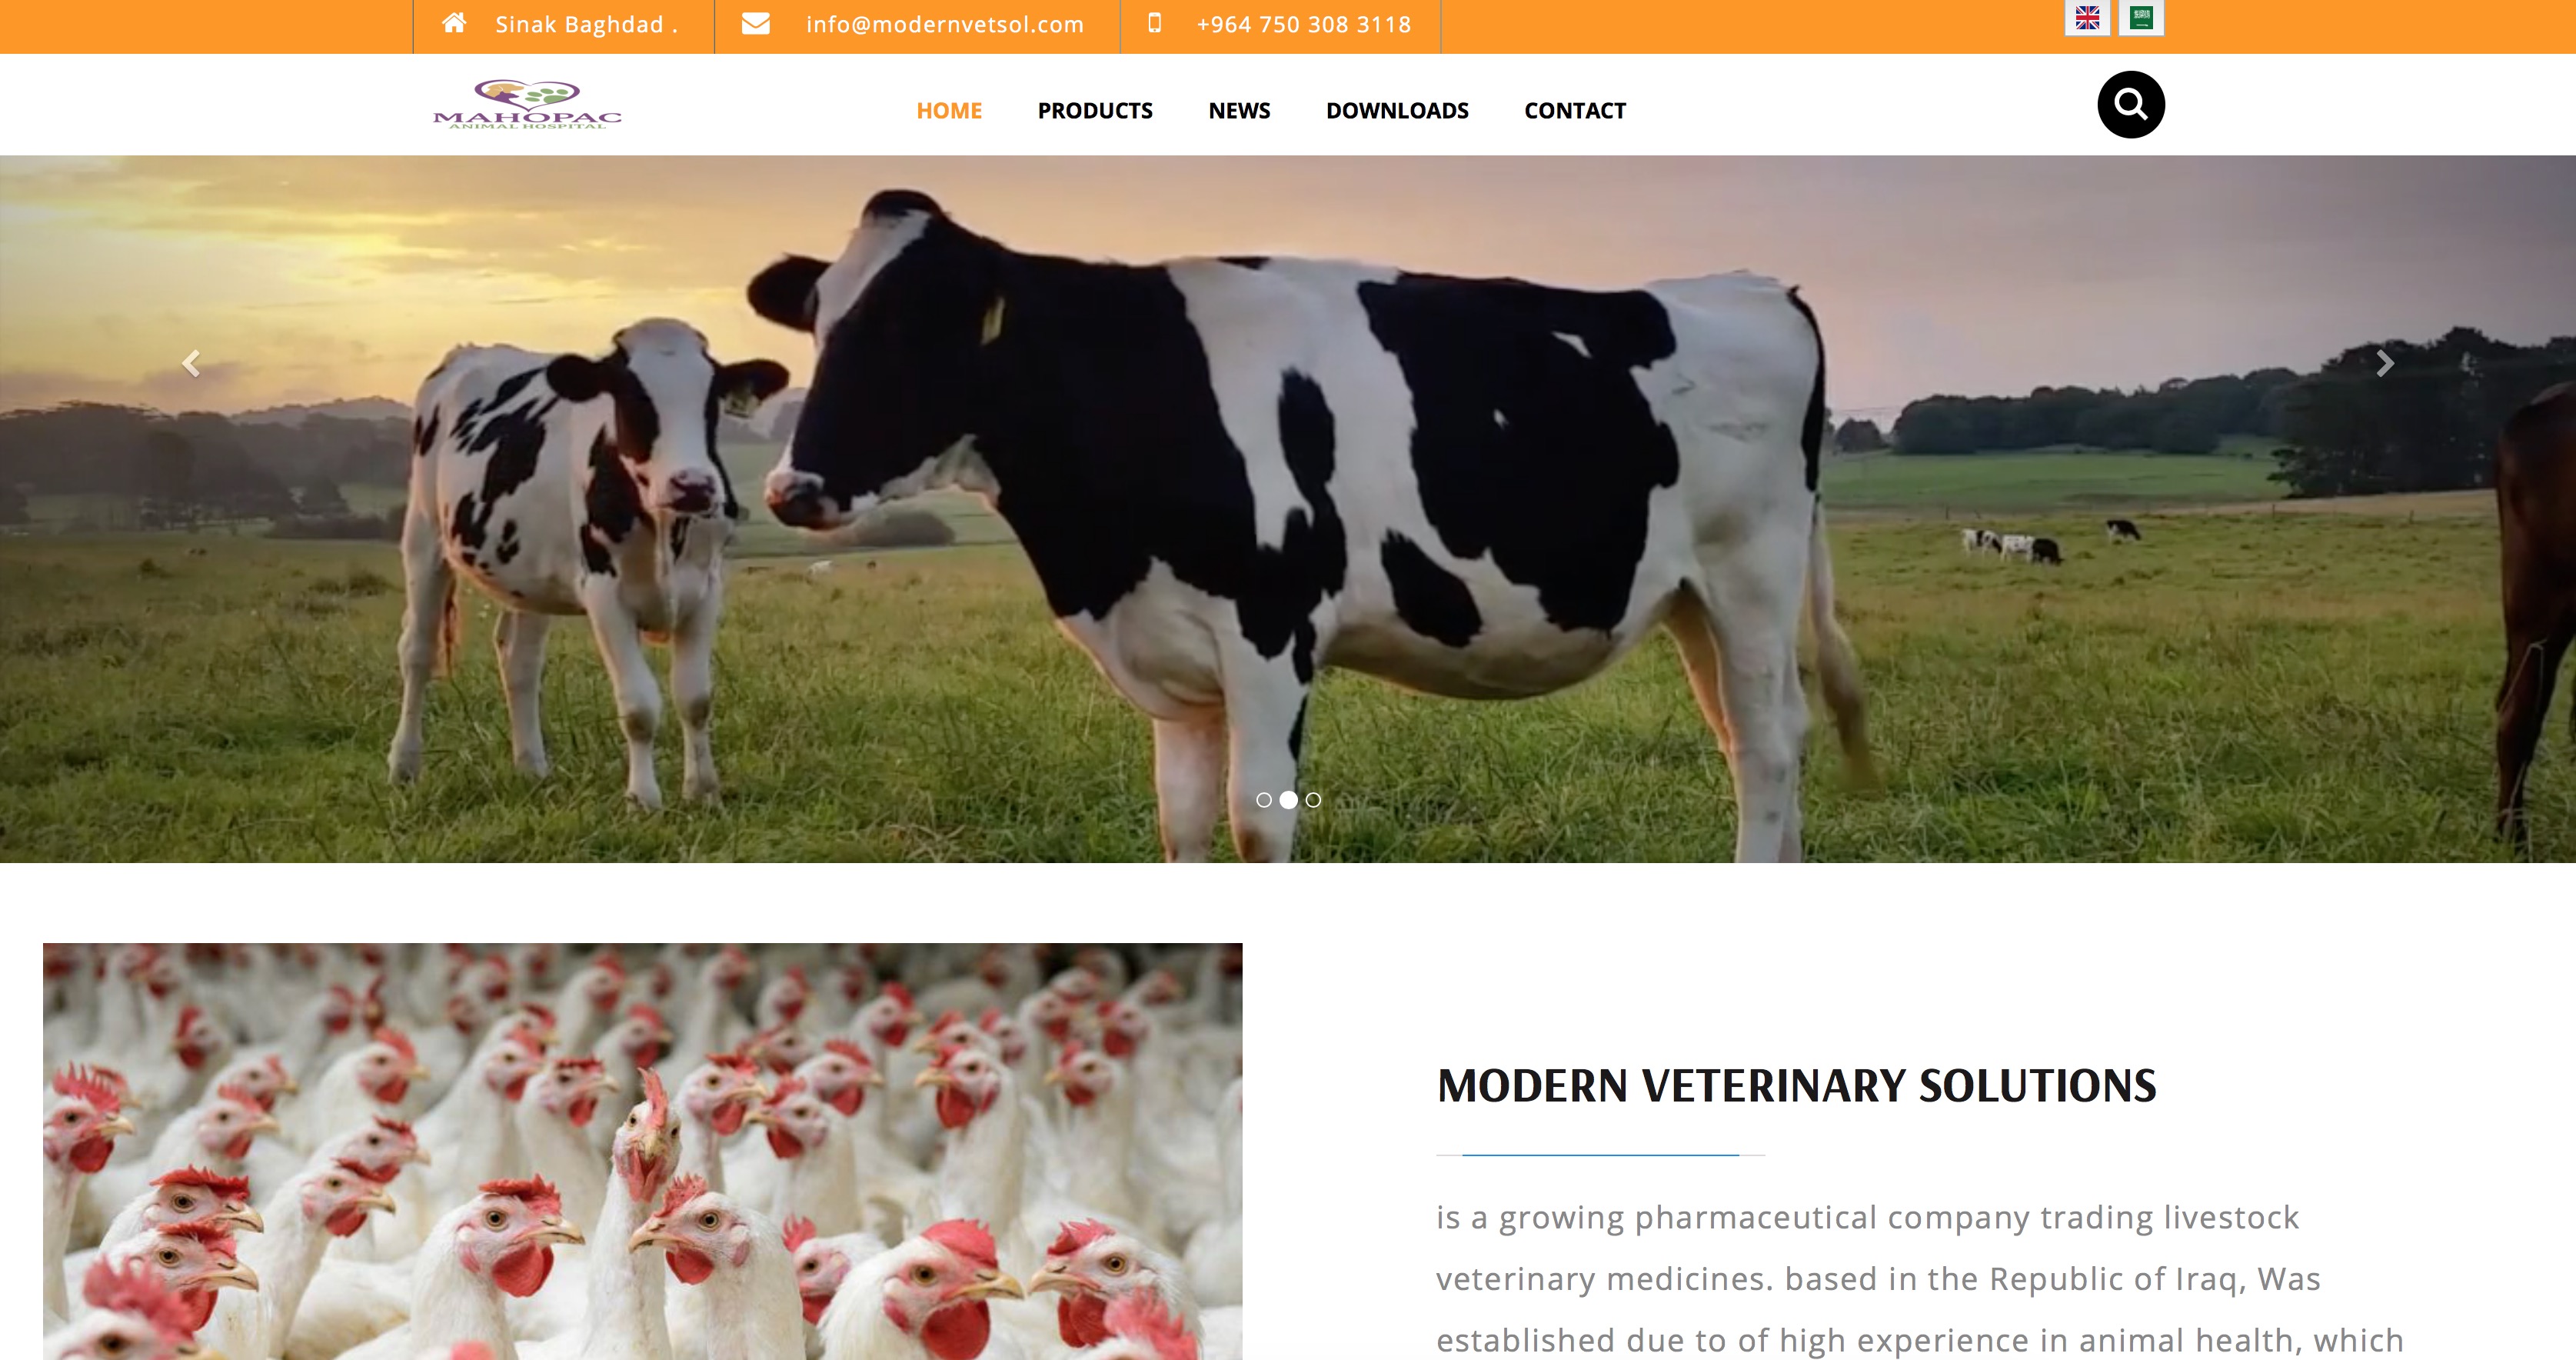 Sinak Baghdad .
info@modernvetsol.com
+964 750 308 3118
MAHOPAC
ANIMAL HOSPITAL
HOME
PRODUCTS
NEWS
DOWNLOADS
CONTACT
MODERN VETERINARY SOLUTIONS
is a growing pharmaceutical company trading livestock
veterinary medicines. based in the Republic of Iraq, Was
established due to of high experience in animal health, which